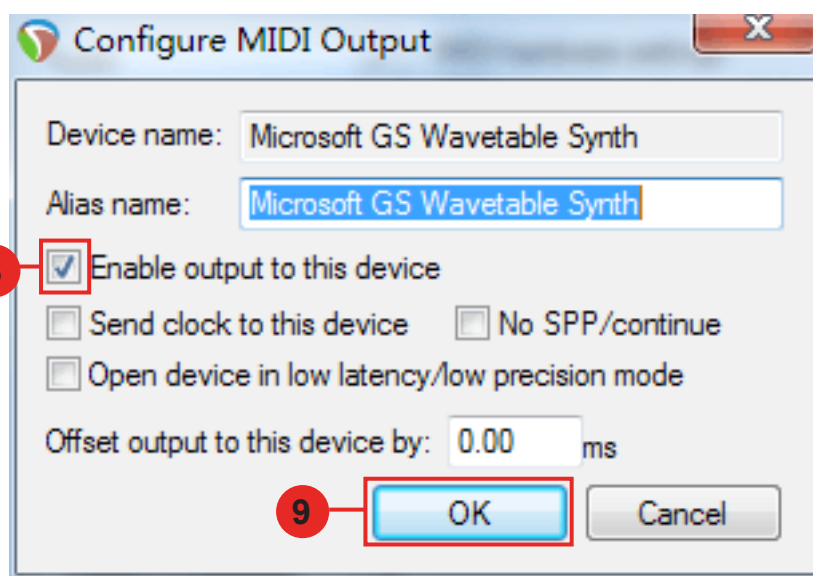 Configure MIDI Output
Device name: Microsoft GS Wavetable Synth
Alias name: Microsoft GS Wavetable Synth
Enable output to this device
Send clock to this device No SPP/continue
Open device in low latency/low precision mode
Offset output to this device by: 0.00 ms
9 OK Cancel